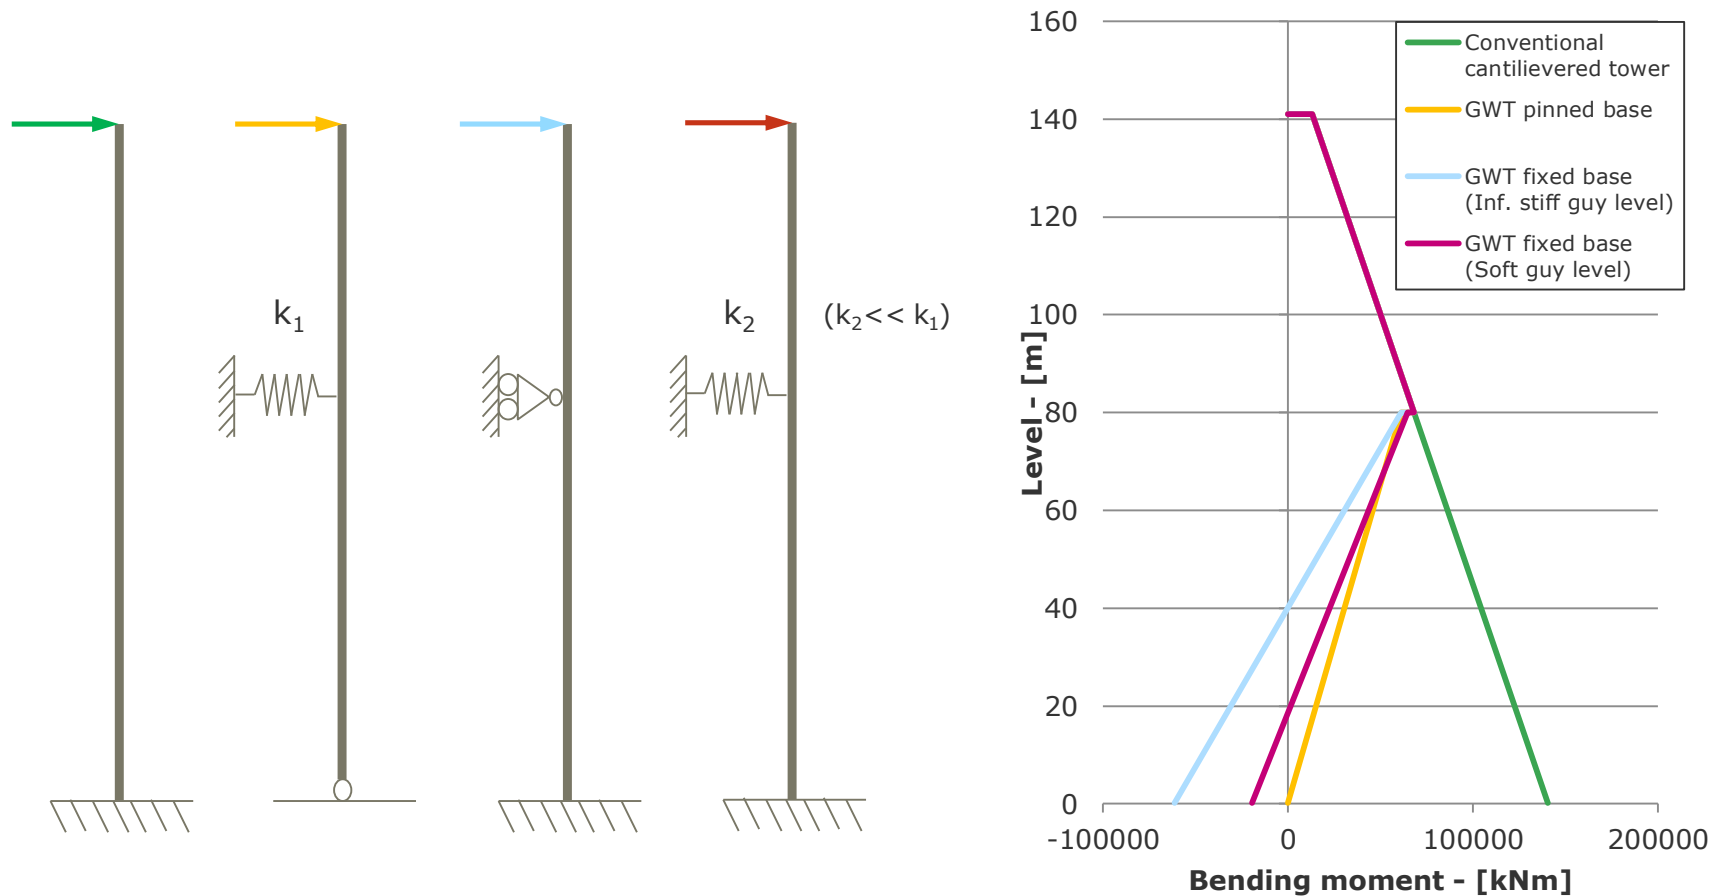 k₁
k₂
(k₂<< k₁)
160
140
120
100
80
60
40
20
0
Level - [m]
-100000
0
100000
200000
Bending moment - [kNm]
Conventional
cantilievered tower
GWT pinned base
GWT fixed base
(Inf. stiff guy level)
GWT fixed base
(Soft guy level)